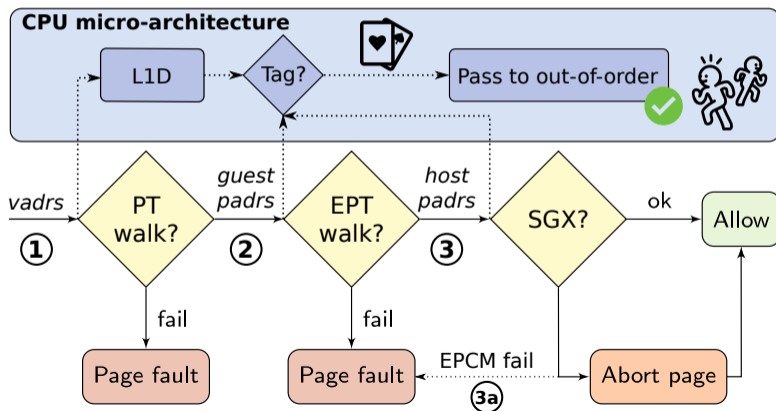 CPU micro-architecture
L1D
Tag?
Pass to out-of-order
vadrs
PT
walk?
guest
padrs
EPT
walk?
host
padrs
SGX?
ok
Allow
1
2
3
fail
fail
Page fault
Page fault
EPCM fail
3a
Abort page